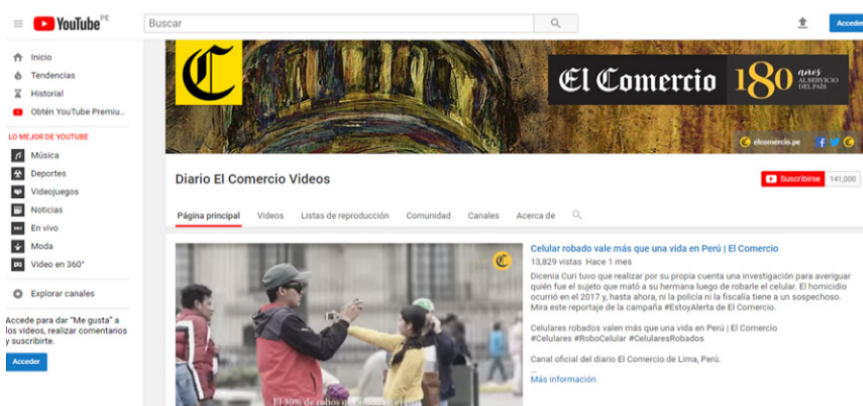 YouTube PE
Buscar
Acceder
Inicio
Tendencias
Historial
Obtén YouTube Premiu...
LO MEJOR DE YOUTUBE
Música
Deportes
Videojuegos
Noticias
En vivo
Moda
Video en 360°
Explorar canales
Accede para dar "Me gusta" a
los videos, realizar comentarios
y suscribirte.
Acceder
C
El Comercio 180 años
AL SERVICIO
DEL PAÍS
elcomercio.pe
Diario El Comercio Videos
Suscribirse 141,000
Página principal Videos Listas de reproducción Comunidad Canales Acerca de
Celular robado vale más que una vida en Perú | El Comercio
13,829 vistas Hace 1 mes
Dicenia Curi tuvo que realizar por su propia cuenta una investigación para averiguar
quién fue el sujeto que mató a su hermana luego de robarle el celular. El homicidio
ocurrió en el 2017 y, hasta ahora, ni la policía ni la fiscalía tiene a un sospechoso.
Mira este reportaje de la campaña #EstoyAlerta de El Comercio.
Celulares robados valen más que una vida en Perú | El Comercio
#Celulares #RoboCelular #CelularesRobados
Canal oficial del diario El Comercio de Lima, Perú.
...
Más información
El 80% de robos que